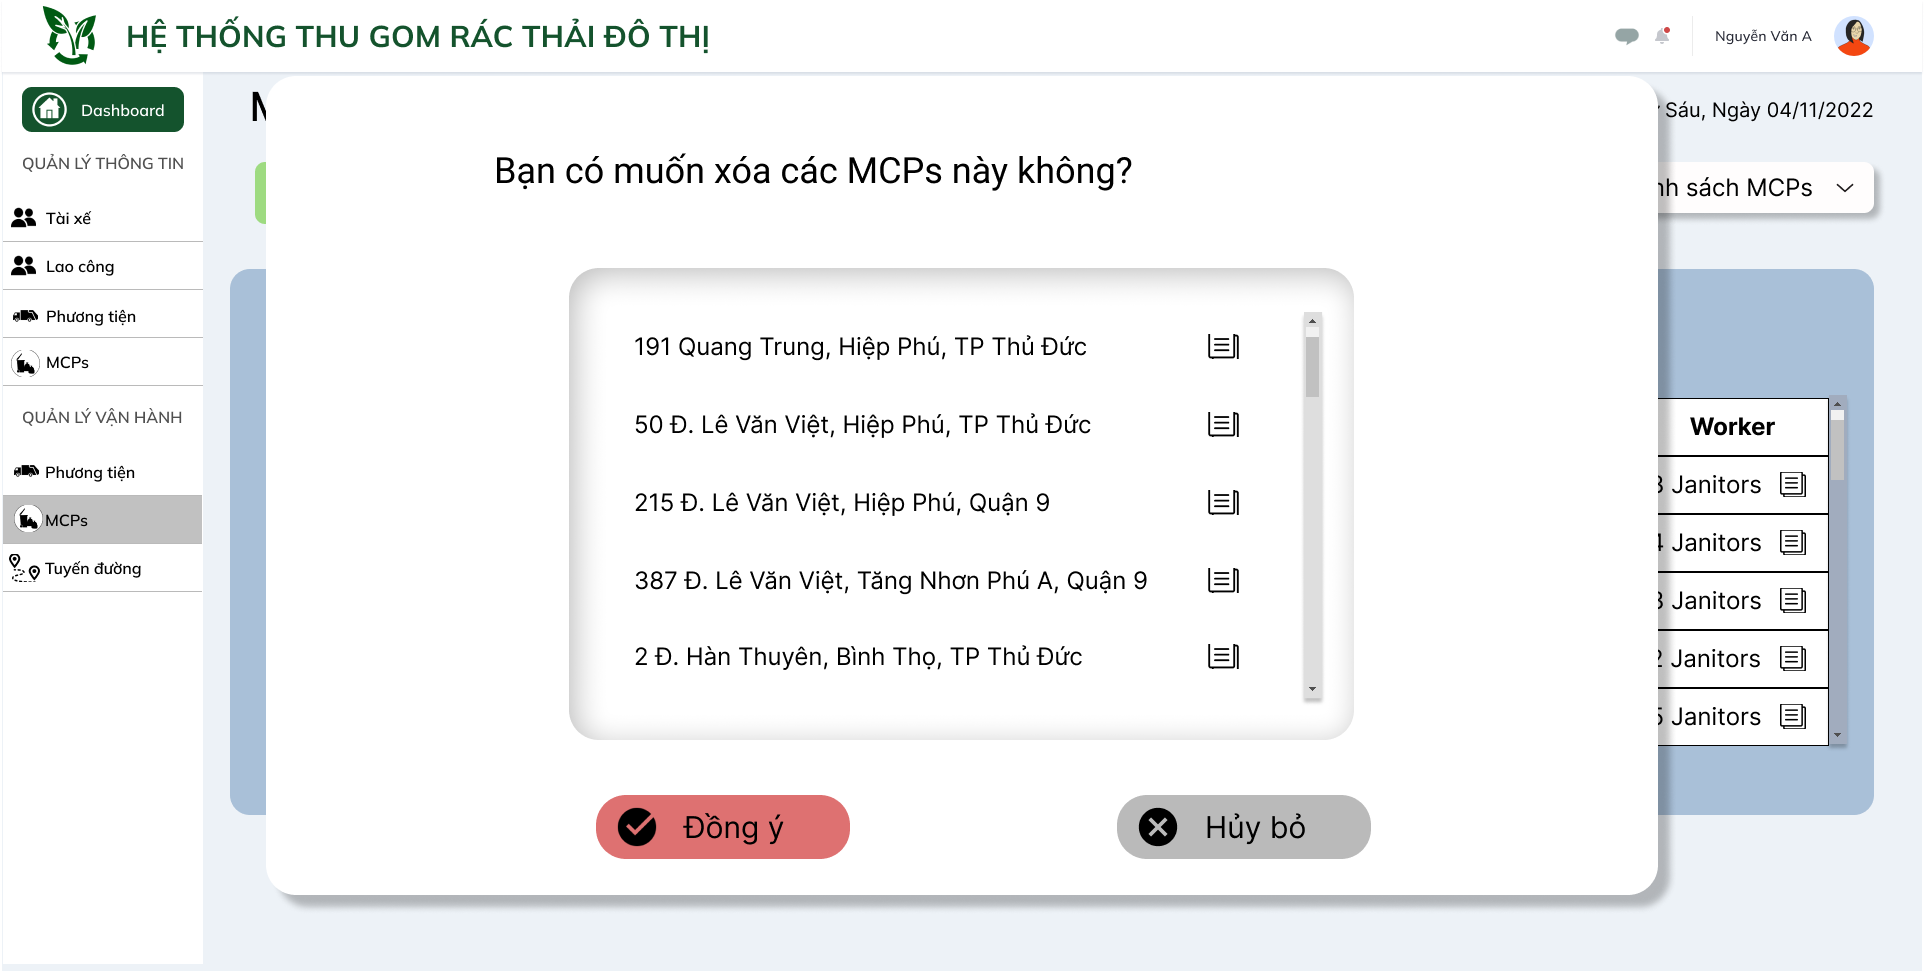 HỆ THỐNG THU GOM RÁC THẢI ĐÔ THỊ
Nguyễn Văn A
Dashboard
QUẢN LÝ THÔNG TIN
Tài xế
Lao công
Phương tiện
MCPs
QUẢN LÝ VẬN HÀNH
Phương tiện
MCPs
Tuyến đường
Sáu, Ngày 04/11/2022
sách MCPs
Bạn có muốn xóa các MCPs này không?
191 Quang Trung, Hiệp Phú, TP Thủ Đức
50 Đ. Lê Văn Việt, Hiệp Phú, TP Thủ Đức
215 Đ. Lê Văn Việt, Hiệp Phú, Quận 9
387 Đ. Lê Văn Việt, Tăng Nhơn Phú A, Quận 9
2 Đ. Hàn Thuyên, Bình Thọ, TP Thủ Đức
Đồng ý
Hủy bỏ
Worker
3 Janitors
4 Janitors
3 Janitors
2 Janitors
5 Janitors